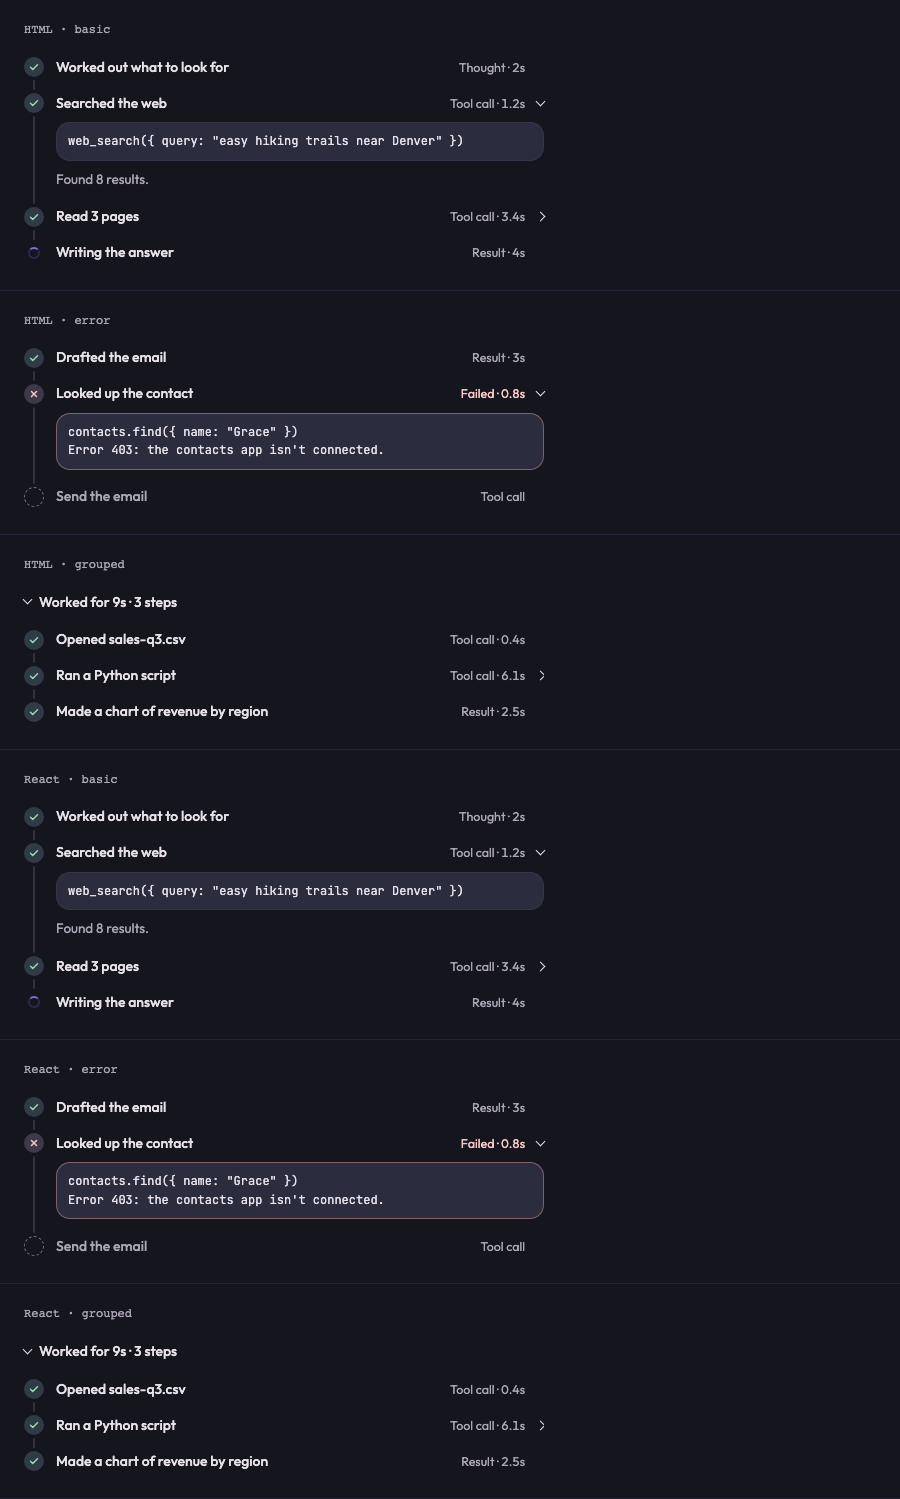 HTML • basic
Worked out what to look for Thought · 2s
Searched the web Tool call · 1.2s
web_search({ query: "easy hiking trails near Denver" })
Found 8 results.
Read 3 pages Tool call · 3.4s
Writing the answer Result · 4s
HTML • error
Drafted the email Result · 3s
Looked up the contact Failed · 0.8s
contacts.find({ name: "Grace" })
Error 403: the contacts app isn't connected.
Send the email Tool call
HTML • grouped
Worked for 9s · 3 steps
Opened sales-q3.csv Tool call · 0.4s
Ran a Python script Tool call · 6.1s
Made a chart of revenue by region Result · 2.5s
React • basic
Worked out what to look for Thought · 2s
Searched the web Tool call · 1.2s
web_search({ query: "easy hiking trails near Denver" })
Found 8 results.
Read 3 pages Tool call · 3.4s
Writing the answer Result · 4s
React • error
Drafted the email Result · 3s
Looked up the contact Failed · 0.8s
contacts.find({ name: "Grace" })
Error 403: the contacts app isn't connected.
Send the email Tool call
React • grouped
Worked for 9s · 3 steps
Opened sales-q3.csv Tool call · 0.4s
Ran a Python script Tool call · 6.1s
Made a chart of revenue by region Result · 2.5s